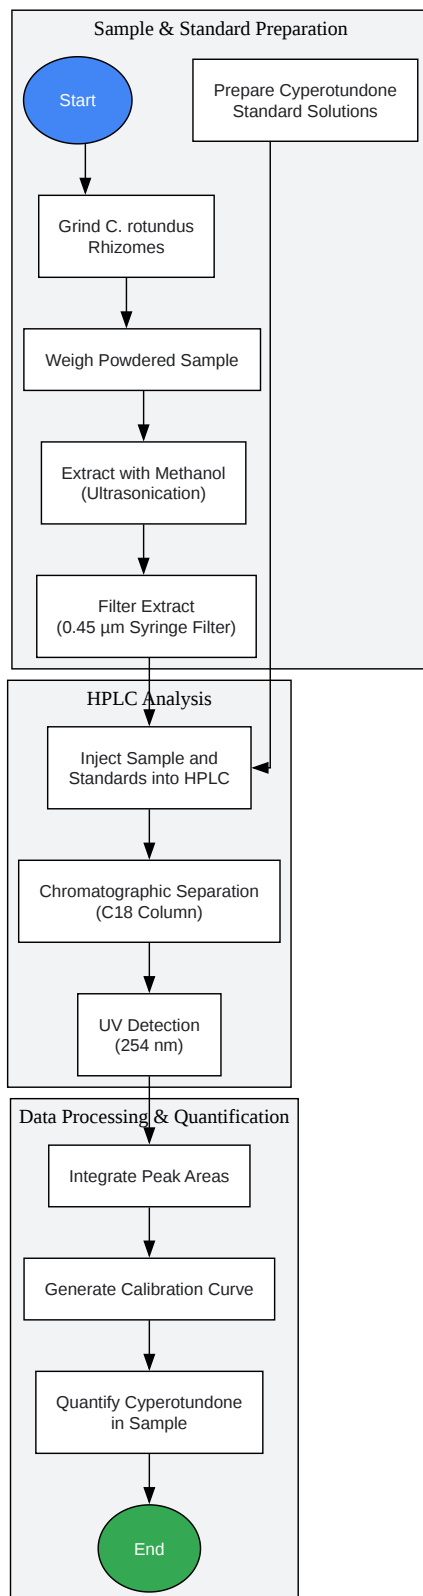 Sample & Standard Preparation
Start
Prepare Cyperotundone
Standard Solutions
Grind C. rotundus
Rhizomes
Weigh Powdered Sample
Extract with Methanol
(Ultrasonication)
Filter Extract
(0.45 µm Syringe Filter)
HPLC Analysis
Inject Sample and
Standards into HPLC
Chromatographic Separation
(C18 Column)
UV Detection
(254 nm)
Data Processing & Quantification
Integrate Peak Areas
Generate Calibration Curve
Quantify Cyperotundone
in Sample
End